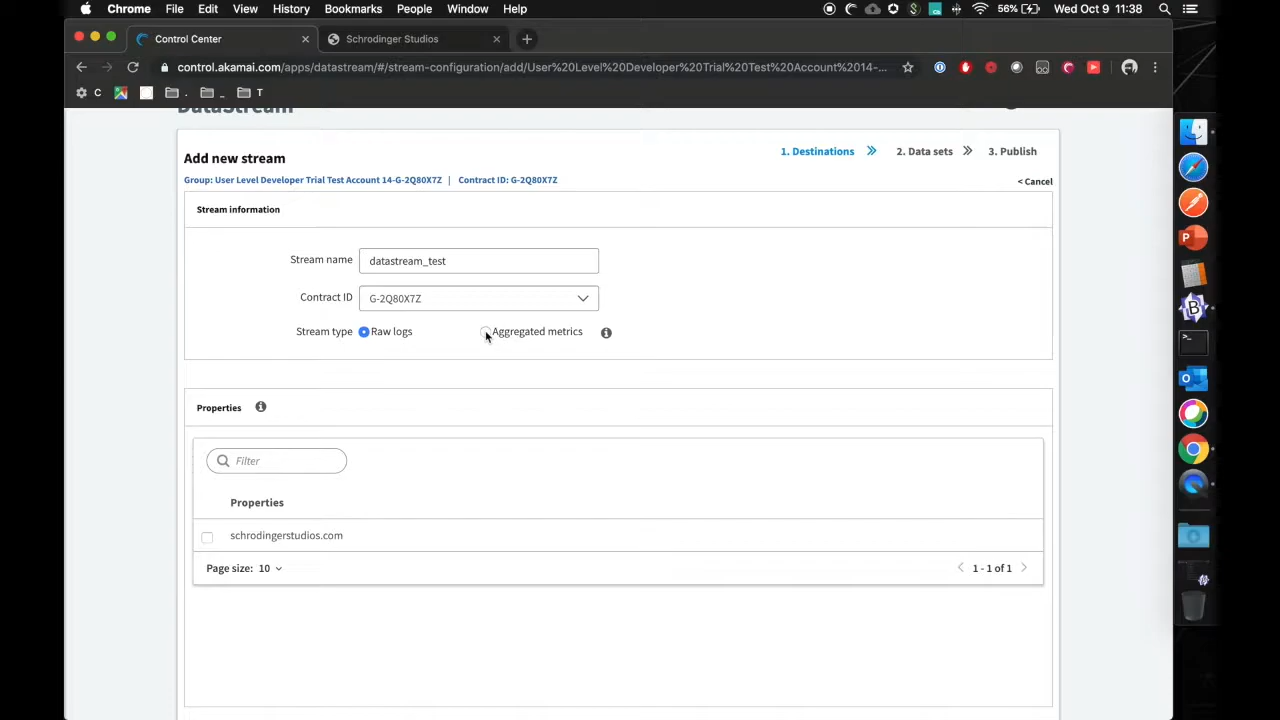 Chrome File Edit View History Bookmarks People Window Help 56% Wed Oct 9 11:38
Control Center Schrodinger Studios
control.akamai.com/apps/datastream/#/stream-configuration/add/User%20Level%20Developer%20Trial%20Test%20Account%2014-...
C . _ T
DataStream
Add new stream 1. Destinations 2. Data sets 3. Publish
Group: User Level Developer Trial Test Account 14-G-2Q80X7Z | Contract ID: G-2Q80X7Z < Cancel
Stream information
Stream name datastream_test
Contract ID G-2Q80X7Z
Stream type Raw logs Aggregated metrics
Properties
Filter
Properties
schrodingerstudios.com
Page size: 10 1 - 1 of 1